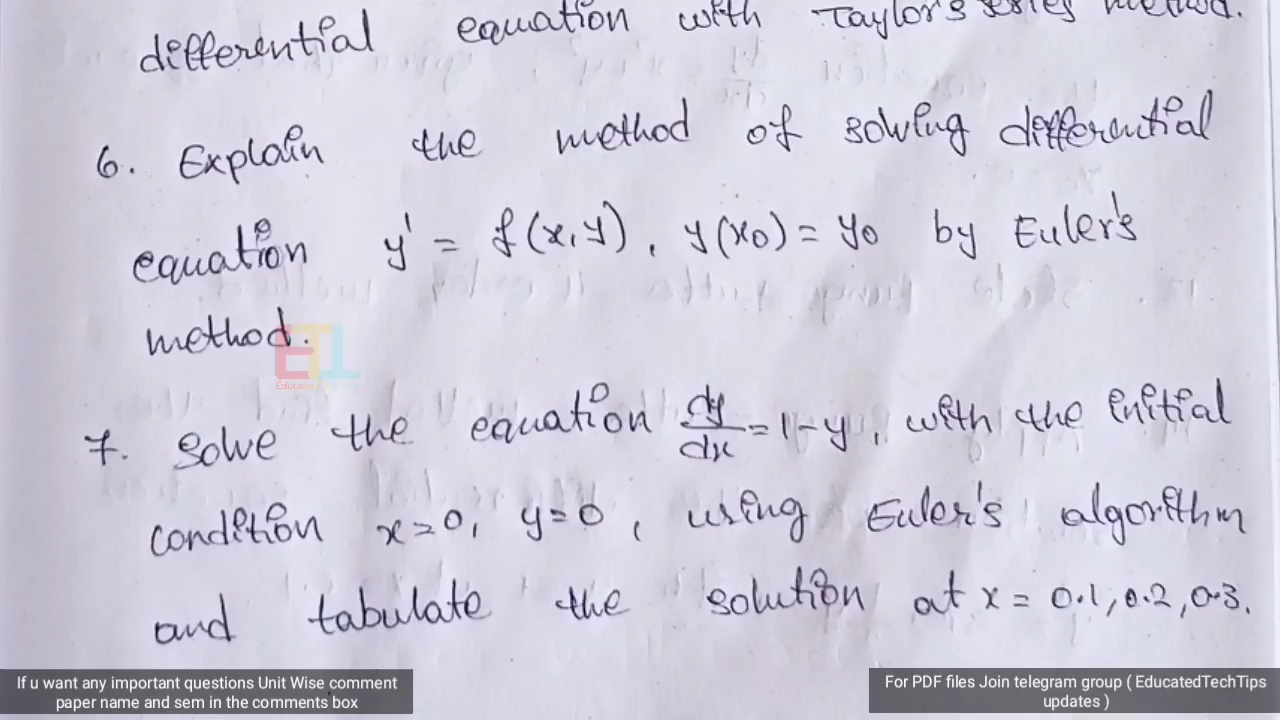 differential equation with Taylor's series method.
6. Explain the method of solving differential
equation y' = f(x,y), y(x0) = y0 by Euler's
method.
7. Solve the equation dy/dx = 1-y, with the initial
condition x=0, y=0, using Euler's algorithm
and tabulate the solution at x = 0.1, 0.2, 0.3.
If u want any important questions Unit Wise comment
paper name and sem in the comments box
For PDF files Join telegram group ( EducatedTechTips
updates )